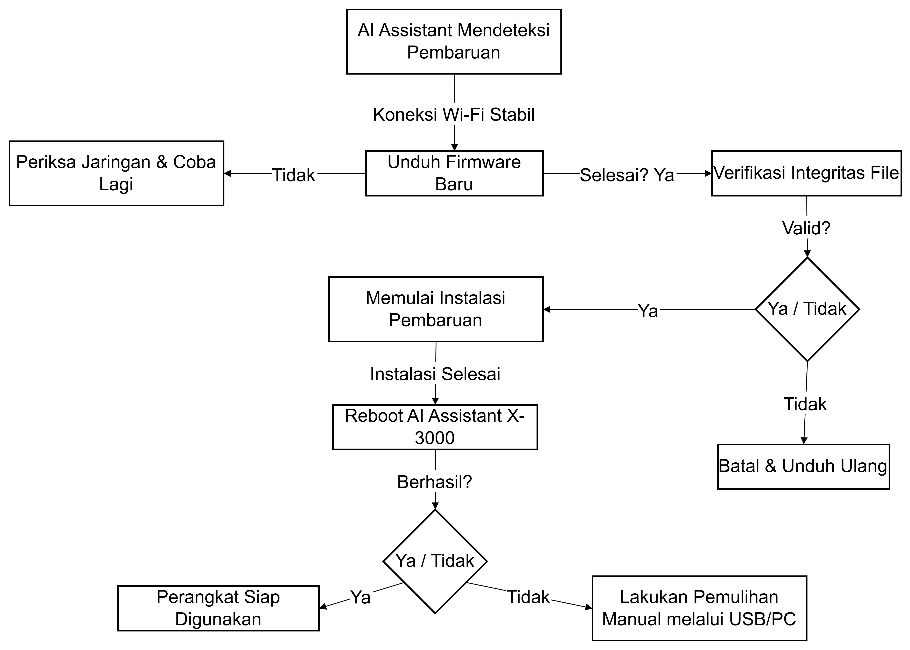 AI Assistant Mendeteksi
Pembaruan
Koneksi Wi-Fi Stabil
Periksa Jaringan & Coba
Lagi
Tidak
Unduh Firmware
Baru
Selesai? Ya
Verifikasi Integritas File
Valid?
Ya / Tidak
Ya
Memulai Instalasi
Pembaruan
Tidak
Batal & Unduh Ulang
Instalasi Selesai
Reboot AI Assistant X-
3000
Berhasil?
Ya / Tidak
Ya
Perangkat Siap
Digunakan
Tidak
Lakukan Pemulihan
Manual melalui USB/PC